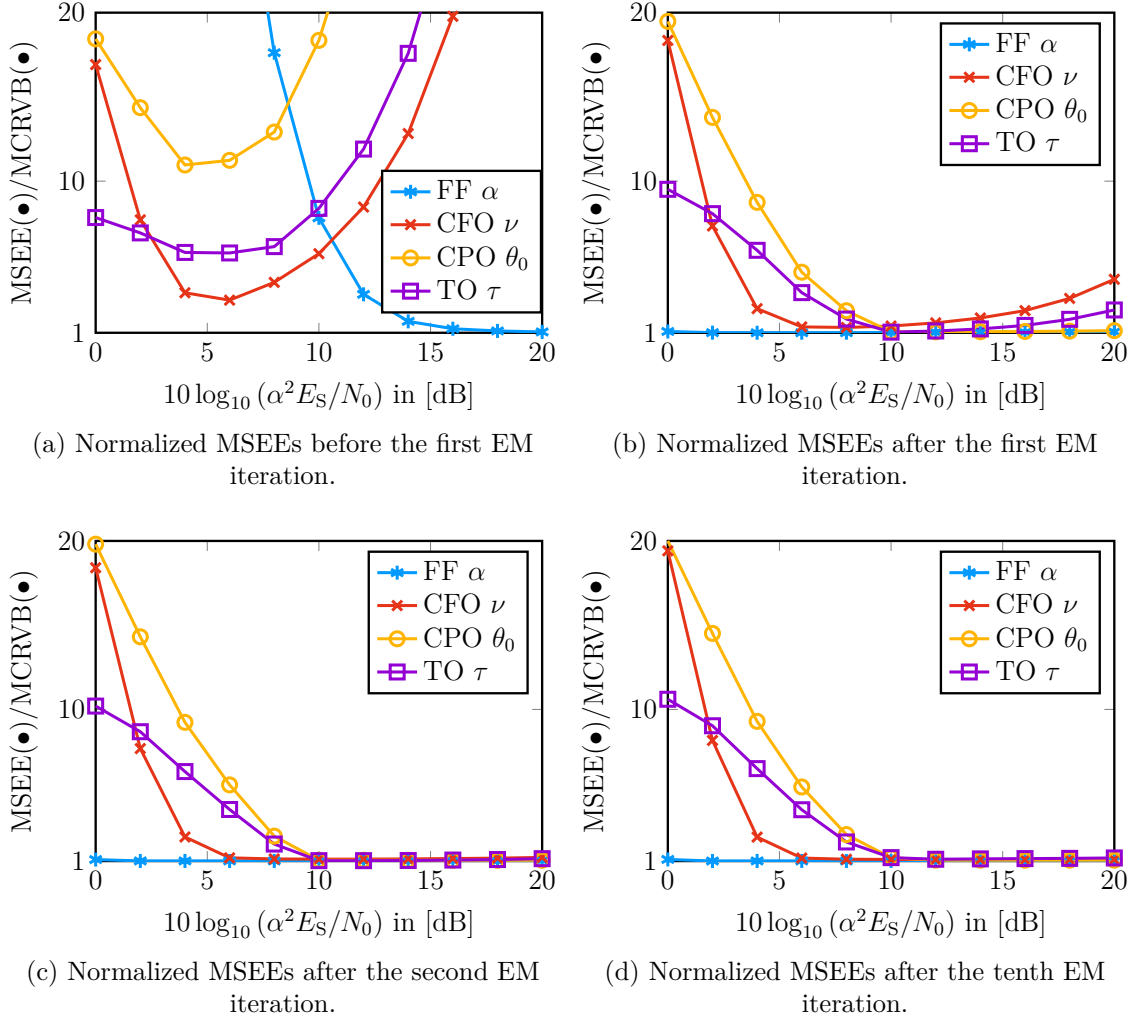 MSEE(•)/MCRVB(•)
20
10
1
0
5
10
15
20
FF α
CFO ν
CPO θ₀
TO τ
10 log₁₀ (α²E_S/N₀) in [dB]
(a) Normalized MSEEs before the first EM
iteration.
MSEE(•)/MCRVB(•)
20
10
1
0
5
10
15
20
FF α
CFO ν
CPO θ₀
TO τ
10 log₁₀ (α²E_S/N₀) in [dB]
(b) Normalized MSEEs after the first EM
iteration.
MSEE(•)/MCRVB(•)
20
10
1
0
5
10
15
20
FF α
CFO ν
CPO θ₀
TO τ
10 log₁₀ (α²E_S/N₀) in [dB]
(c) Normalized MSEEs after the second EM
iteration.
MSEE(•)/MCRVB(•)
20
10
1
0
5
10
15
20
FF α
CFO ν
CPO θ₀
TO τ
10 log₁₀ (α²E_S/N₀) in [dB]
(d) Normalized MSEEs after the tenth EM
iteration.